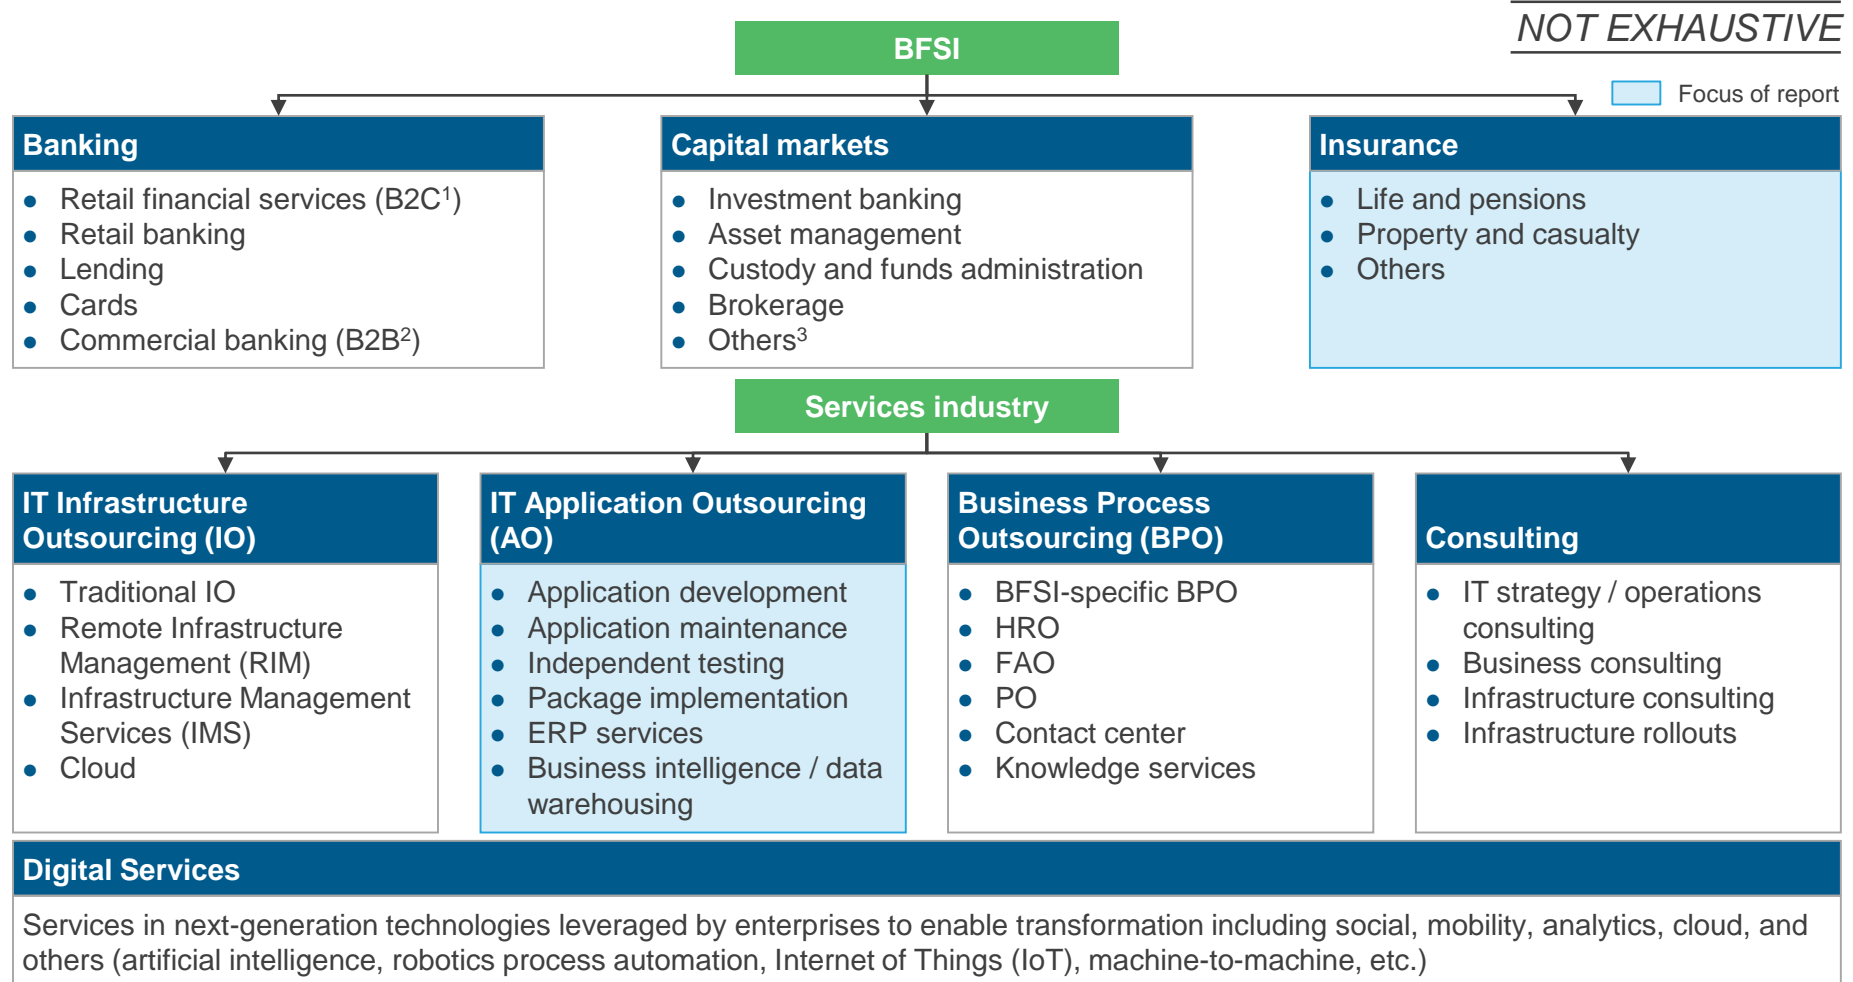 NOT EXHAUSTIVE
BFSI
Focus of report
Banking
● Retail financial services (B2C¹)
● Retail banking
● Lending
● Cards
● Commercial banking (B2B²)
Capital markets
● Investment banking
● Asset management
● Custody and funds administration
● Brokerage
● Others³
Insurance
● Life and pensions
● Property and casualty
● Others
Services industry
IT Infrastructure
Outsourcing (IO)
● Traditional IO
● Remote Infrastructure
Management (RIM)
● Infrastructure Management
Services (IMS)
● Cloud
IT Application Outsourcing
(AO)
● Application development
● Application maintenance
● Independent testing
● Package implementation
● ERP services
● Business intelligence / data
warehousing
Business Process
Outsourcing (BPO)
● BFSI-specific BPO
● HRO
● FAO
● PO
● Contact center
● Knowledge services
Consulting
● IT strategy / operations
consulting
● Business consulting
● Infrastructure consulting
● Infrastructure rollouts
Digital Services
Services in next-generation technologies leveraged by enterprises to enable transformation including social, mobility, analytics, cloud, and
others (artificial intelligence, robotics process automation, Internet of Things (IoT), machine-to-machine, etc.)